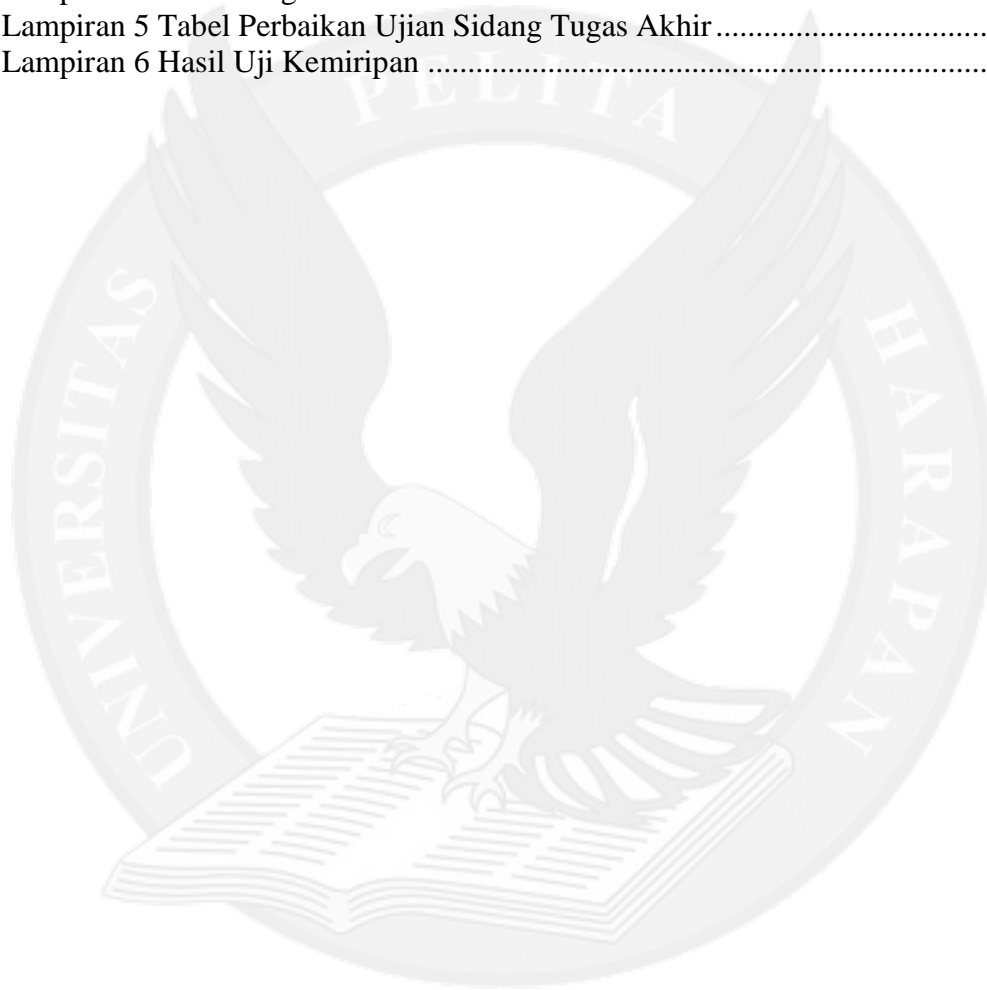 Lampiran 5 Tabel Perbaikan Ujian Sidang Tugas Akhir..................................
Lampiran 6 Hasil Uji Kemiripan ......................................................................
PELITA
UNIVERSITAS
HARAPAN